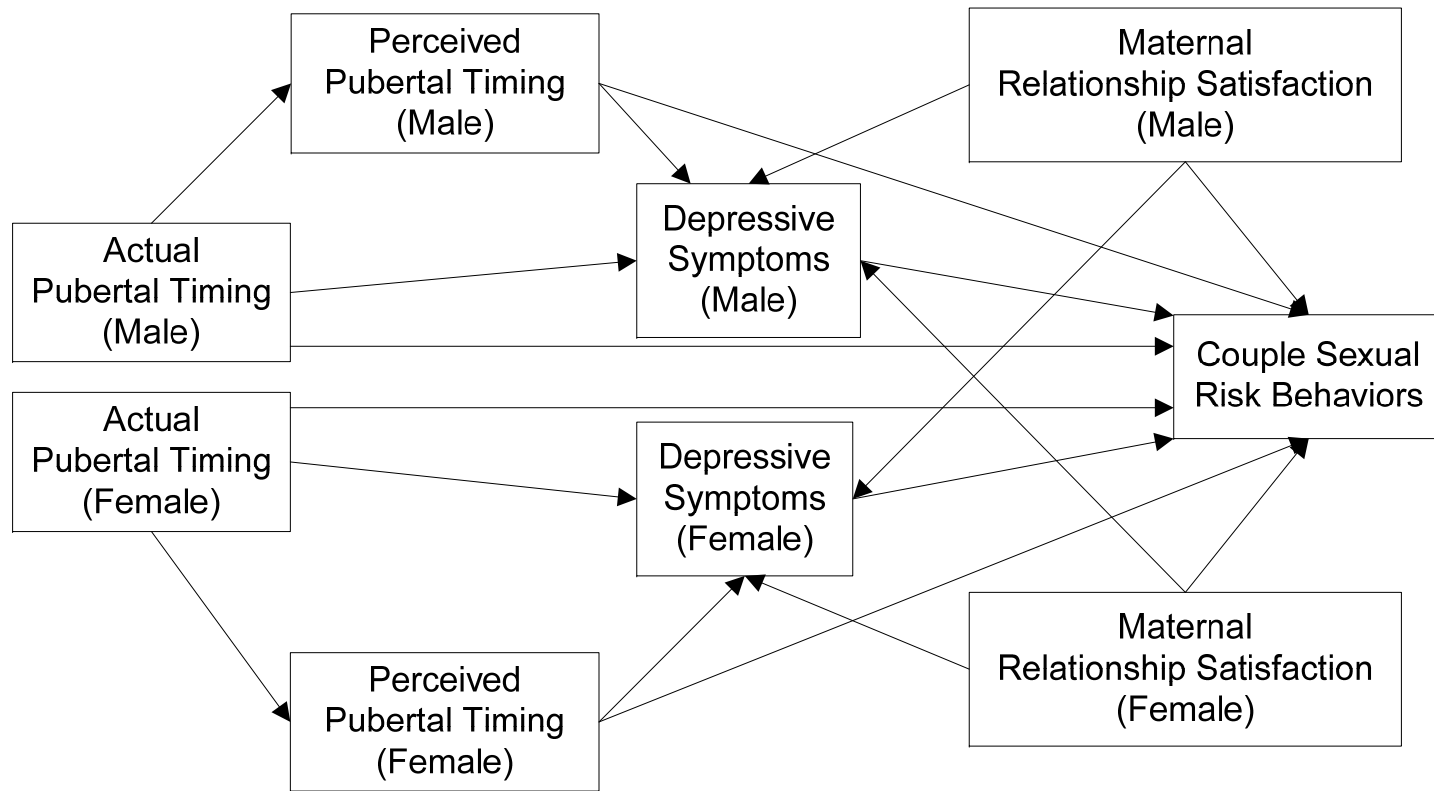 Perceived
Pubertal Timing
(Male)
Maternal
Relationship Satisfaction
(Male)
Depressive
Symptoms
(Male)
Actual
Pubertal Timing
(Male)
Couple Sexual
Risk Behaviors
Actual
Pubertal Timing
(Female)
Depressive
Symptoms
(Female)
Maternal
Relationship Satisfaction
(Female)
Perceived
Pubertal Timing
(Female)